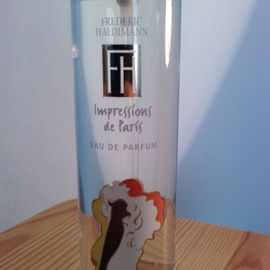 FREDERIC
HALDIMANN
FH
Impressions
de Paris
EAU DE PARFUM